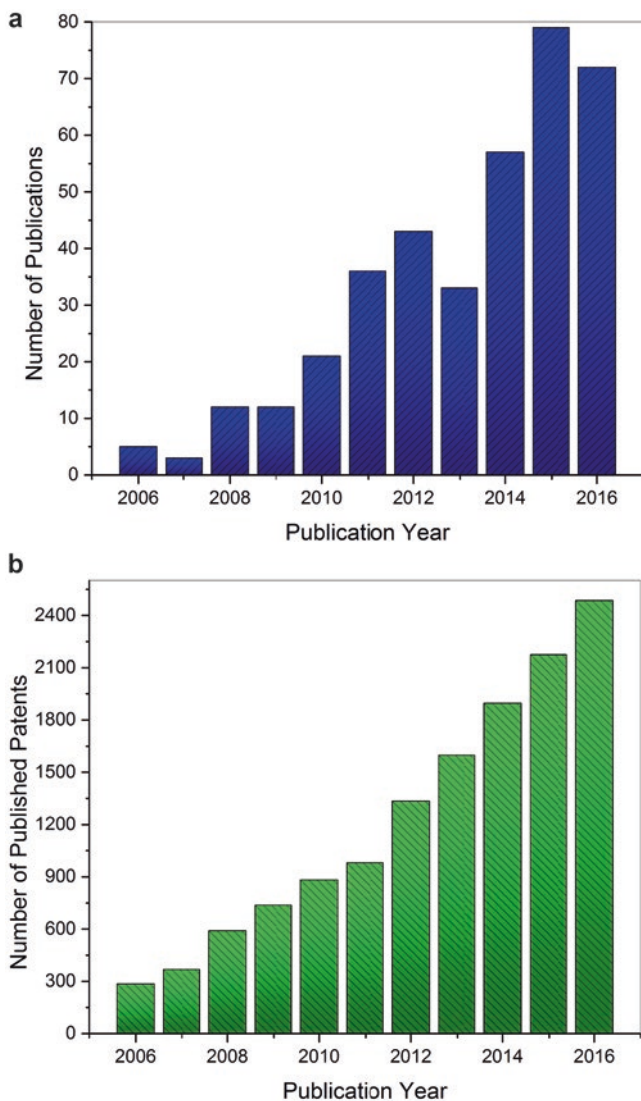 a
80
70
60
50
40
30
20
10
0
Number of Publications
2006 2008 2010 2012 2014 2016
Publication Year
b
2400
2100
1800
1500
1200
900
600
300
0
Number of Published Patents
2006 2008 2010 2012 2014 2016
Publication Year